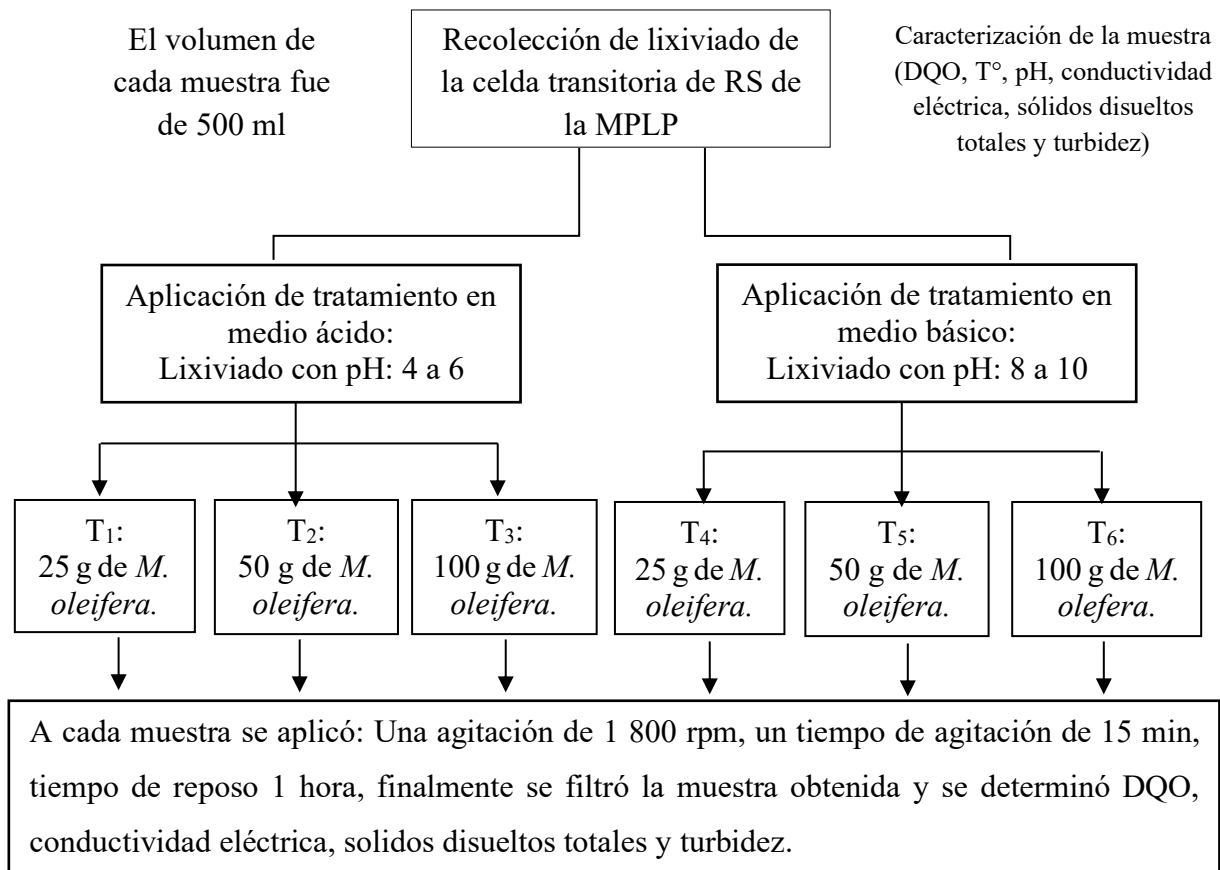 El volumen de
cada muestra fue
de 500 ml
Recolección de lixiviado de
la celda transitoria de RS de
la MPLP
Caracterización de la muestra
(DQO, T°, pH, conductividad
eléctrica, sólidos disueltos
totales y turbidez)
Aplicación de tratamiento en
medio ácido:
Lixiviado con pH: 4 a 6
Aplicación de tratamiento en
medio básico:
Lixiviado con pH: 8 a 10
T1:
25 g de M.
oleifera.
T2:
50 g de M.
oleifera.
T3:
100 g de M.
oleifera.
T4:
25 g de M.
oleifera.
T5:
50 g de M.
oleifera.
T6:
100 g de M.
olefera.
A cada muestra se aplicó: Una agitación de 1 800 rpm, un tiempo de agitación de 15 min,
tiempo de reposo 1 hora, finalmente se filtró la muestra obtenida y se determinó DQO,
conductividad eléctrica, solidos disueltos totales y turbidez.